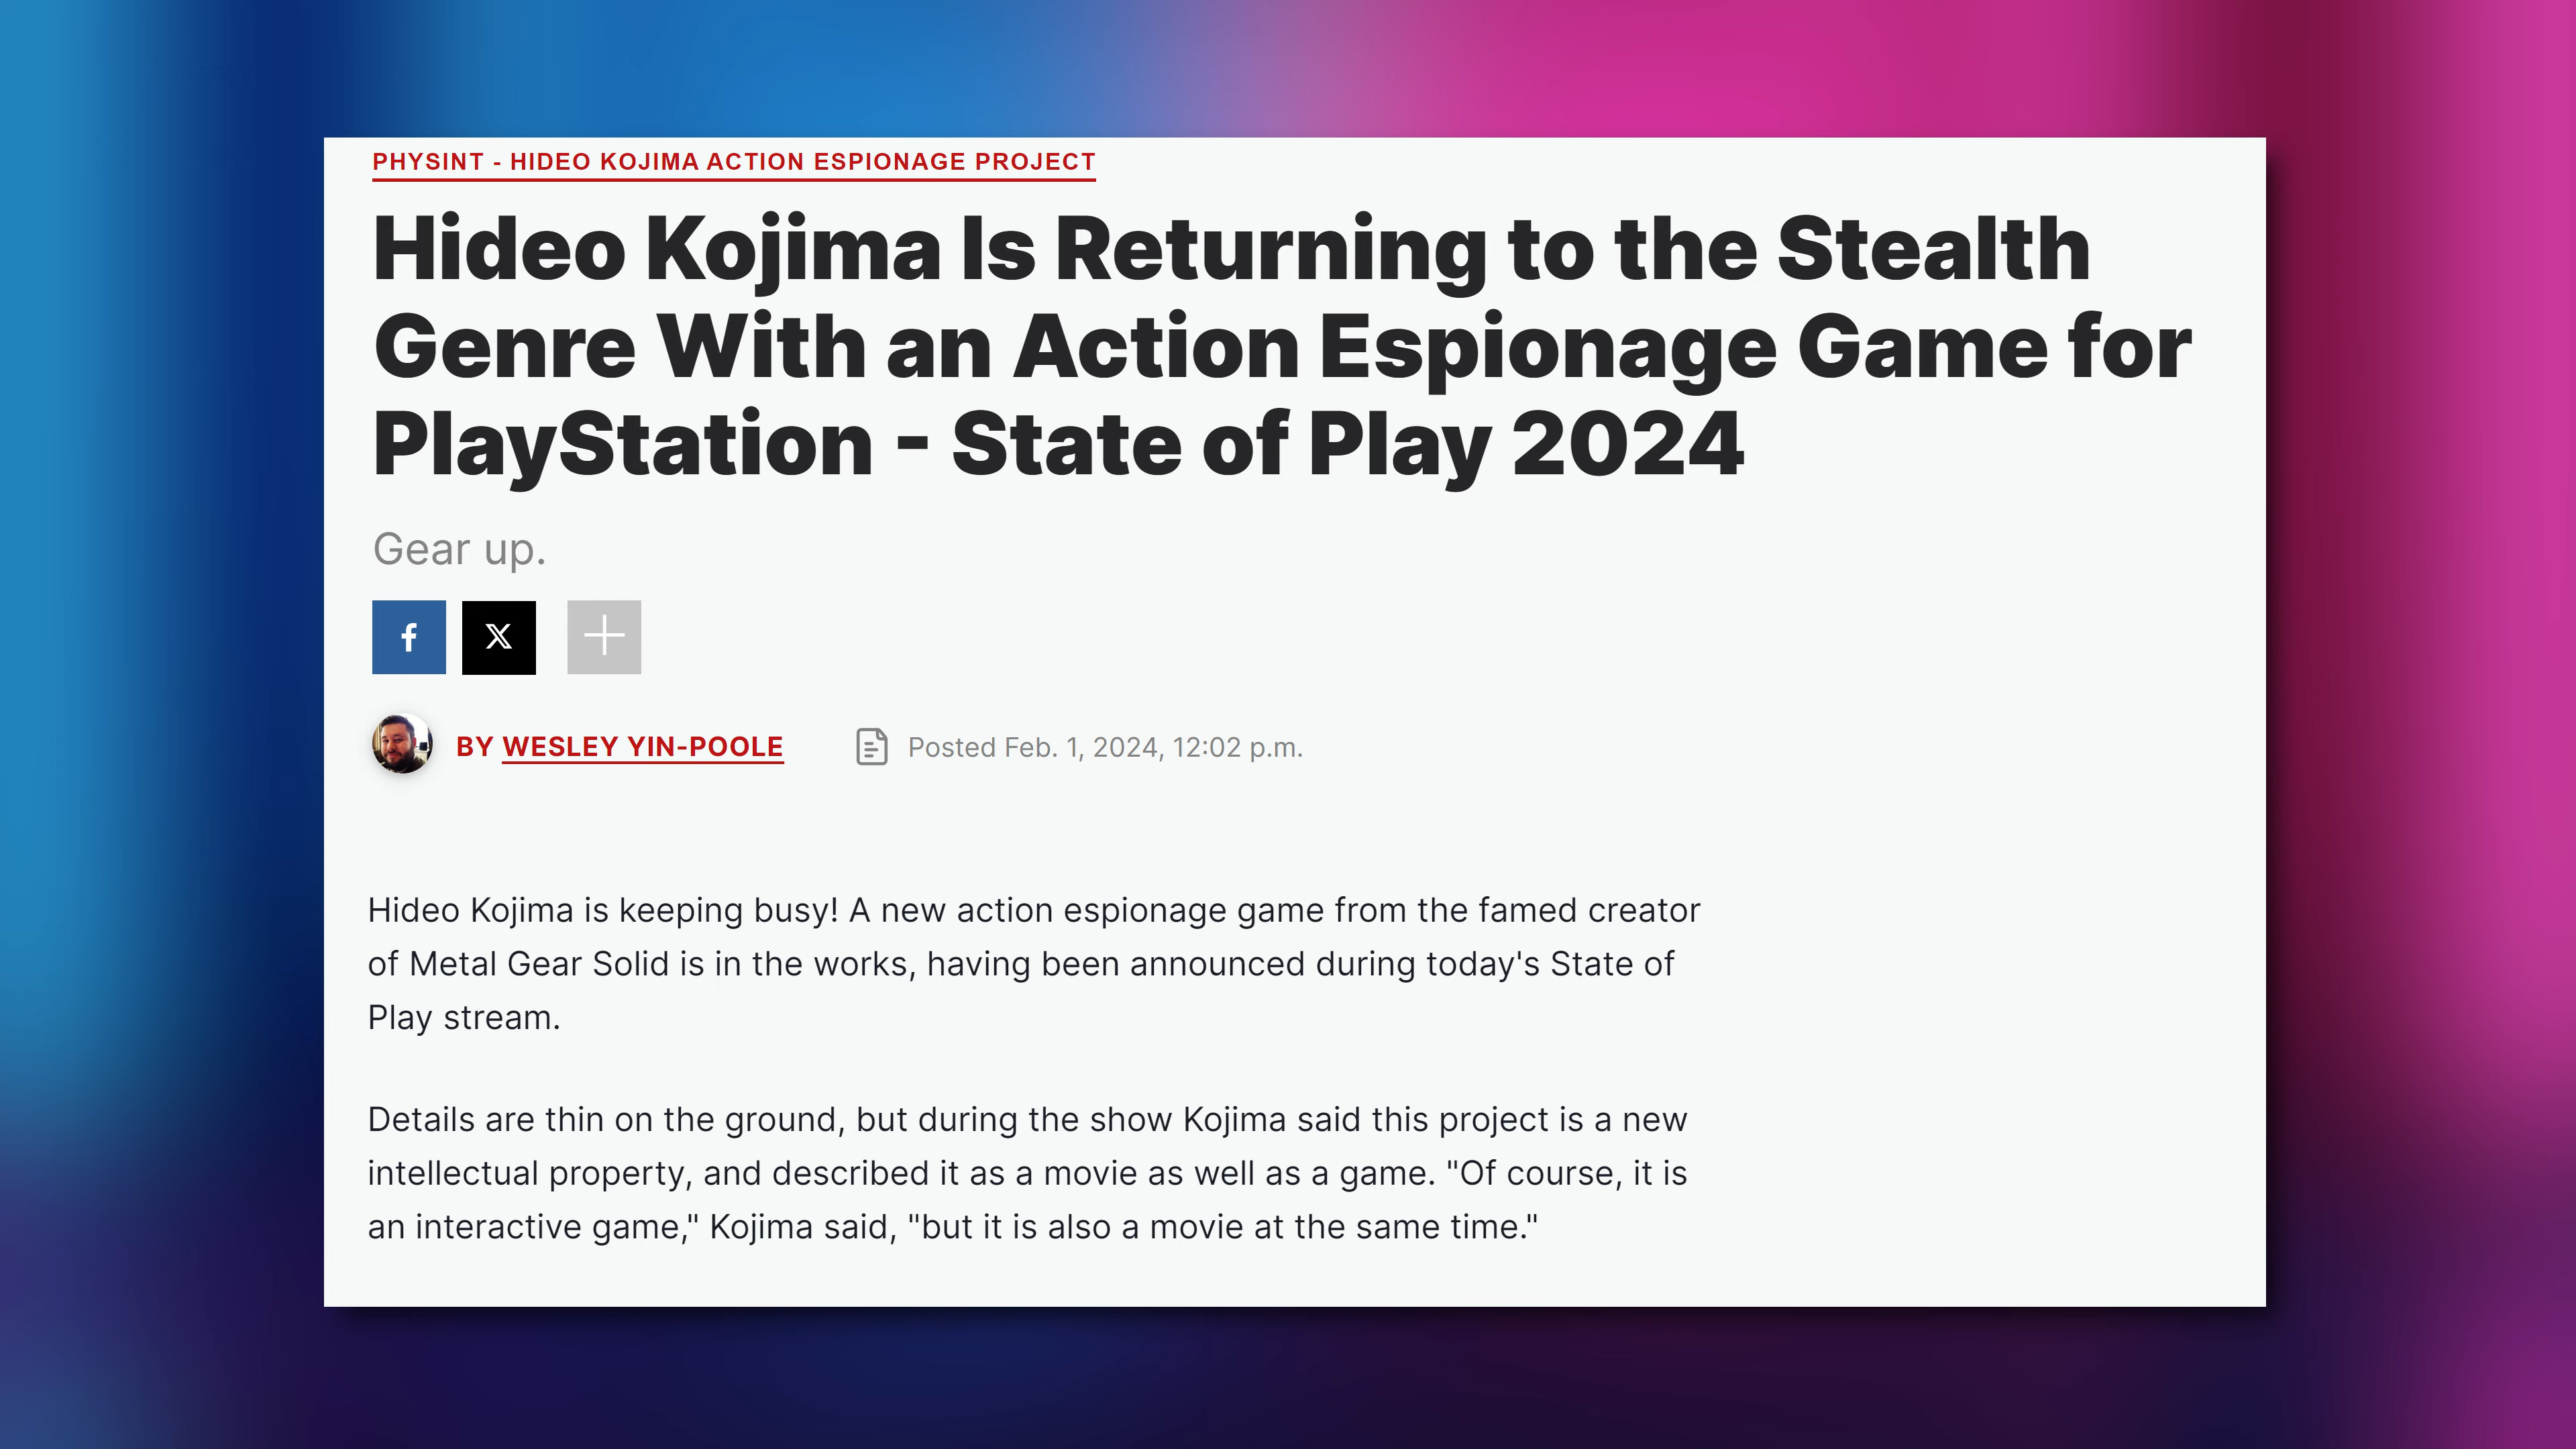 PHYSINT - HIDEO KOJIMA ACTION ESPIONAGE PROJECT
Hideo Kojima Is Returning to the Stealth
Genre With an Action Espionage Game for
PlayStation - State of Play 2024
Gear up.
BY WESLEY YIN-POOLE
Posted Feb. 1, 2024, 12:02 p.m.
Hideo Kojima is keeping busy! A new action espionage game from the famed creator
of Metal Gear Solid is in the works, having been announced during today's State of
Play stream.
Details are thin on the ground, but during the show Kojima said this project is a new
intellectual property, and described it as a movie as well as a game. "Of course, it is
an interactive game," Kojima said, "but it is also a movie at the same time."